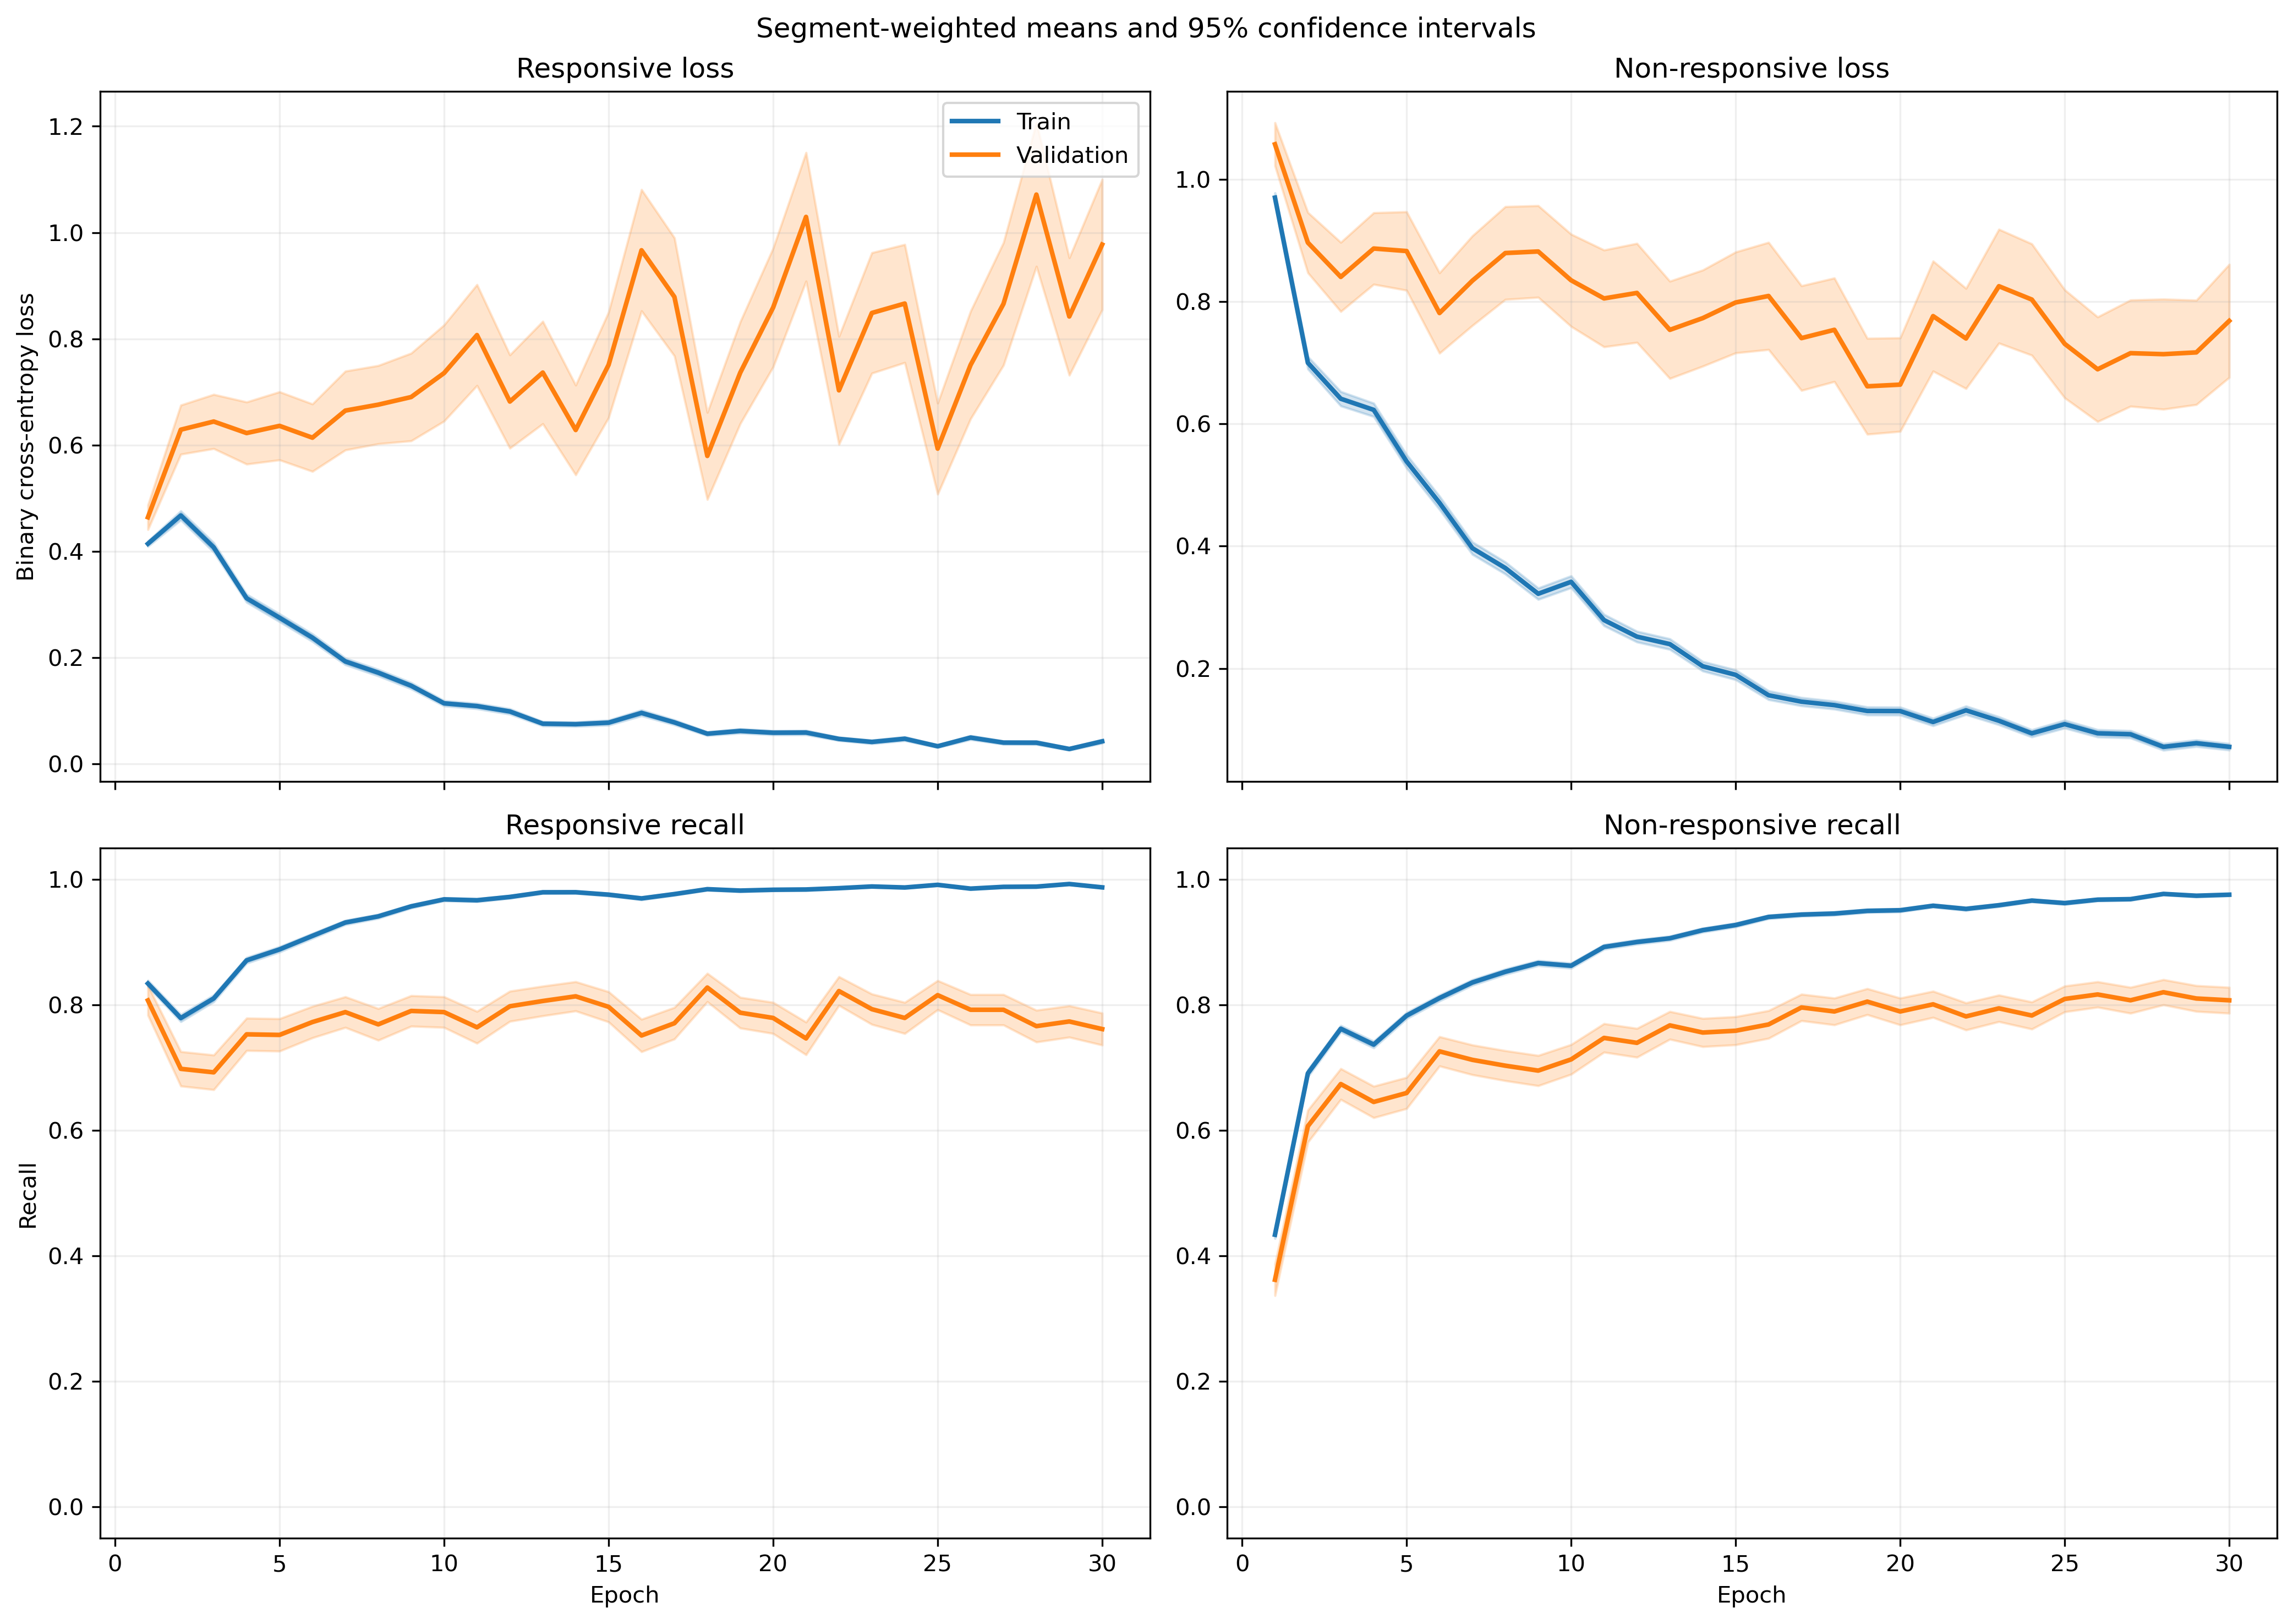 Segment-weighted means and 95% confidence intervals
Responsive loss
Non-responsive loss
Train
Validation
Binary cross-entropy loss
1.2
1.0
0.8
0.6
0.4
0.2
0.0
1.0
0.8
0.6
0.4
0.2
Responsive recall
Non-responsive recall
Recall
1.0
0.8
0.6
0.4
0.2
0.0
0 5 10 15 20 25 30
Epoch
1.0
0.8
0.6
0.4
0.2
0.0
0 5 10 15 20 25 30
Epoch